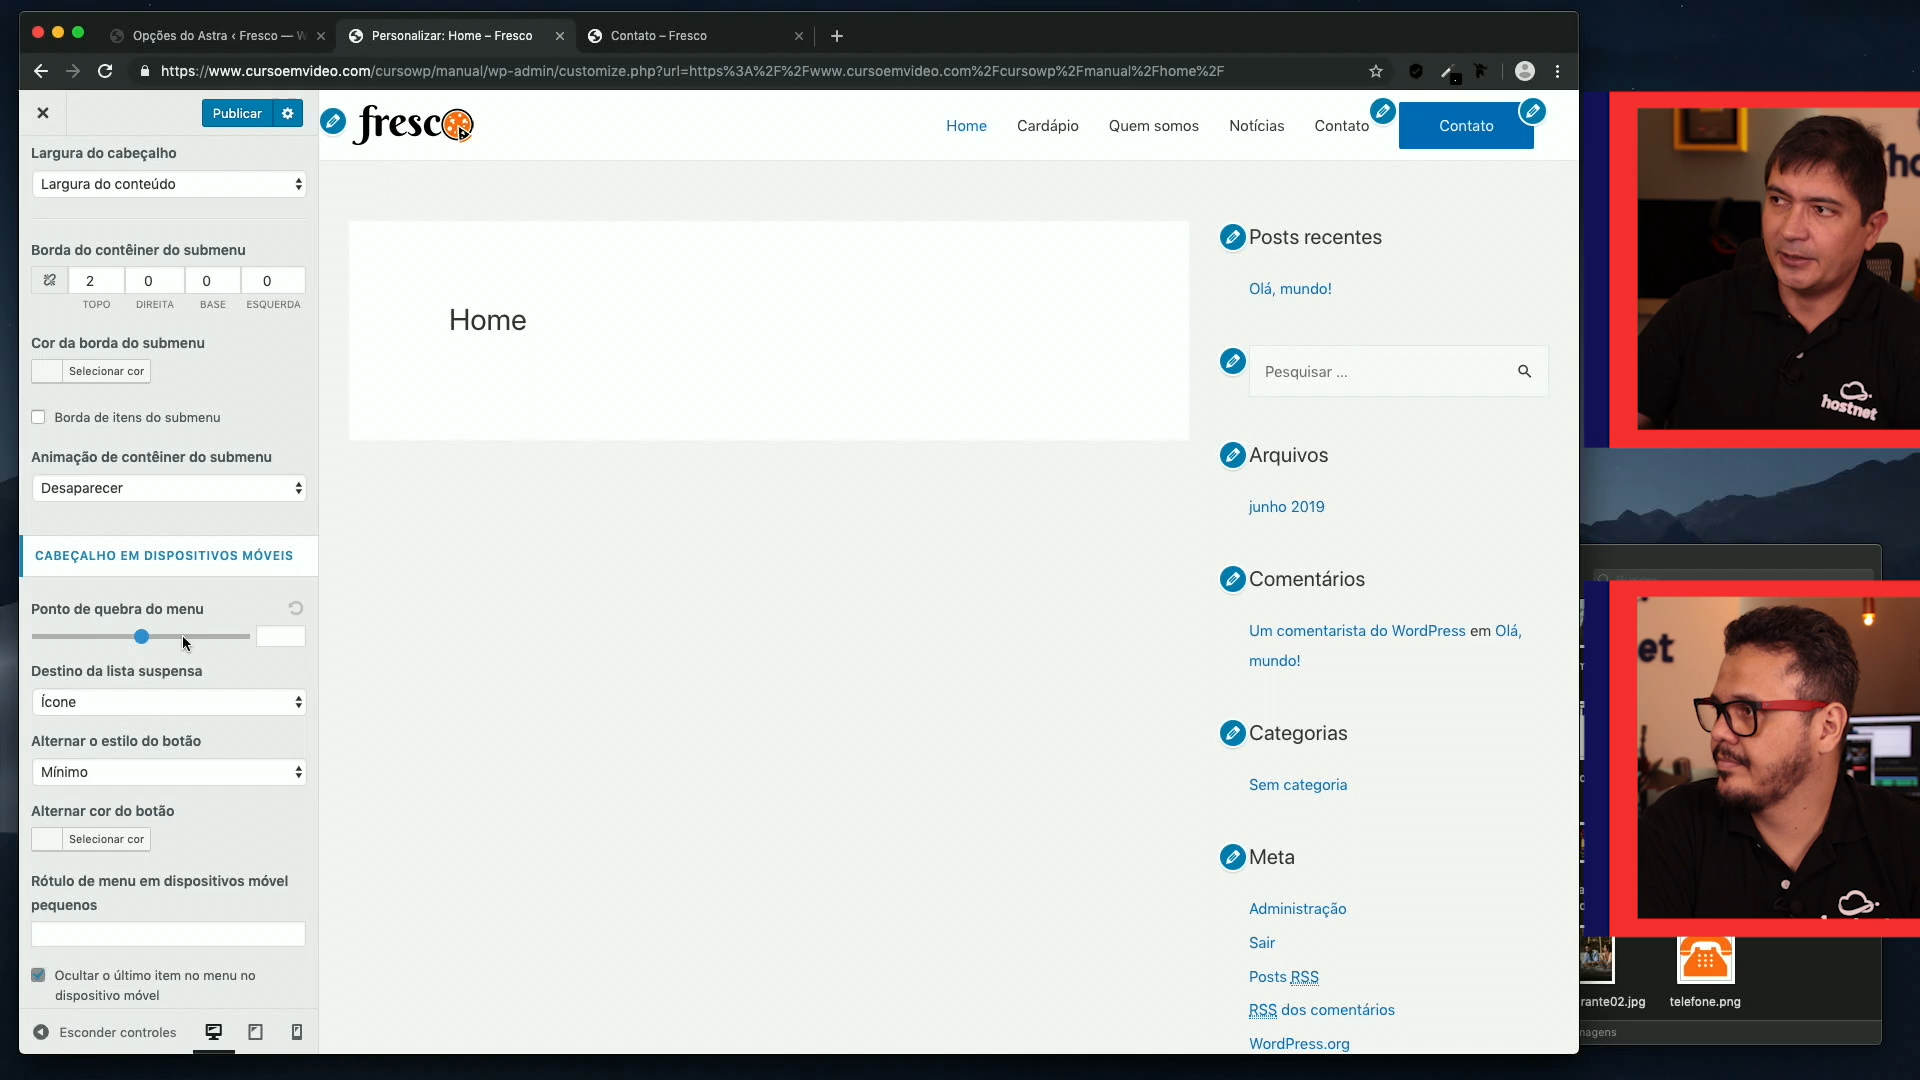 Opções do Astra ‹ Fresco — W
Personalizar: Home – Fresco
Contato – Fresco
https://www.cursoemvideo.com/cursowp/manual/wp-admin/customize.php?url=https%3A%2F%2Fwww.cursoemvideo.com%2Fcursowp%2Fmanual%2Fhome%2F
Publicar
Largura do cabeçalho
Largura do conteúdo
Borda do contêiner do submenu
2 0 0 0
TOPO DIREITA BASE ESQUERDA
Cor da borda do submenu
Selecionar cor
Borda de itens do submenu
Animação de contêiner do submenu
Desaparecer
CABEÇALHO EM DISPOSITIVOS MÓVEIS
Ponto de quebra do menu
Destino da lista suspensa
Ícone
Alternar o estilo do botão
Mínimo
Alternar cor do botão
Selecionar cor
Rótulo de menu em dispositivos móvel
pequenos
Ocultar o último item no menu no
dispositivo móvel
Esconder controles
fresco
Home Cardápio Quem somos Notícias Contato Contato
Home
Posts recentes
Olá, mundo!
Pesquisar ...
Arquivos
junho 2019
Comentários
Um comentarista do WordPress em Olá,
mundo!
Categorias
Sem categoria
Meta
Administração
Sair
Posts RSS
RSS dos comentários
WordPress.org
ho
hostnet
et
rante02.jpg telefone.png
nagens